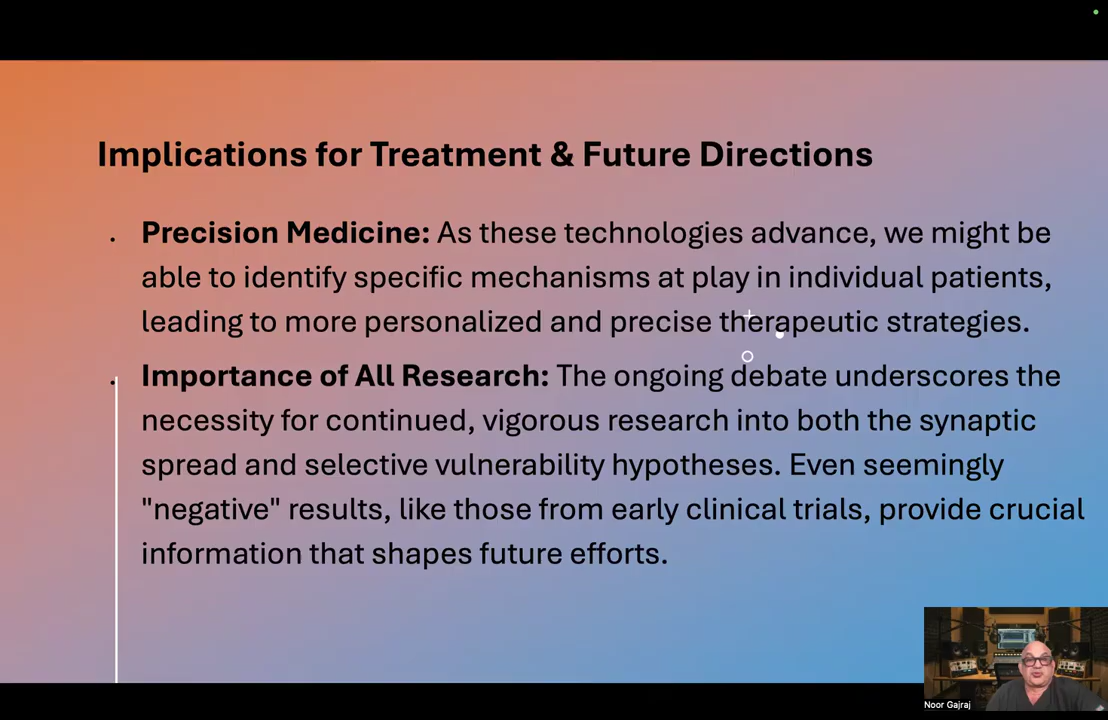 Implications for Treatment & Future Directions
. Precision Medicine: As these technologies advance, we might be
able to identify specific mechanisms at play in individual patients,
leading to more personalized and precise therapeutic strategies.
. Importance of All Research: The ongoing debate underscores the
necessity for continued, vigorous research into both the synaptic
spread and selective vulnerability hypotheses. Even seemingly
"negative" results, like those from early clinical trials, provide crucial
information that shapes future efforts.
Noor Gajraj